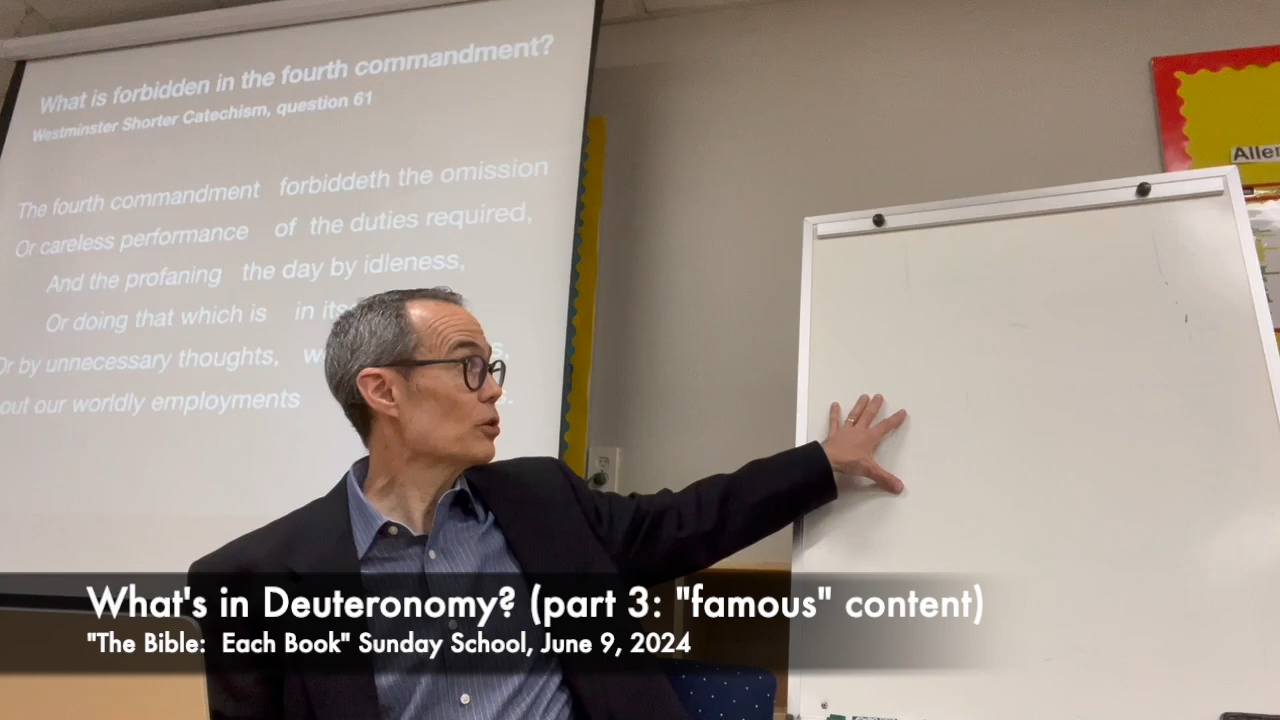 What is forbidden in the fourth commandment?
Westminster Shorter Catechism, question 61
The fourth commandment forbiddeth the omission
Or careless performance of the duties required,
And the profaning the day by idleness,
Or doing that which is in
Or by unnecessary thoughts,
out our worldly employments
Aller
What's in Deuteronomy? (part 3: "famous" content)
"The Bible: Each Book" Sunday School, June 9, 2024